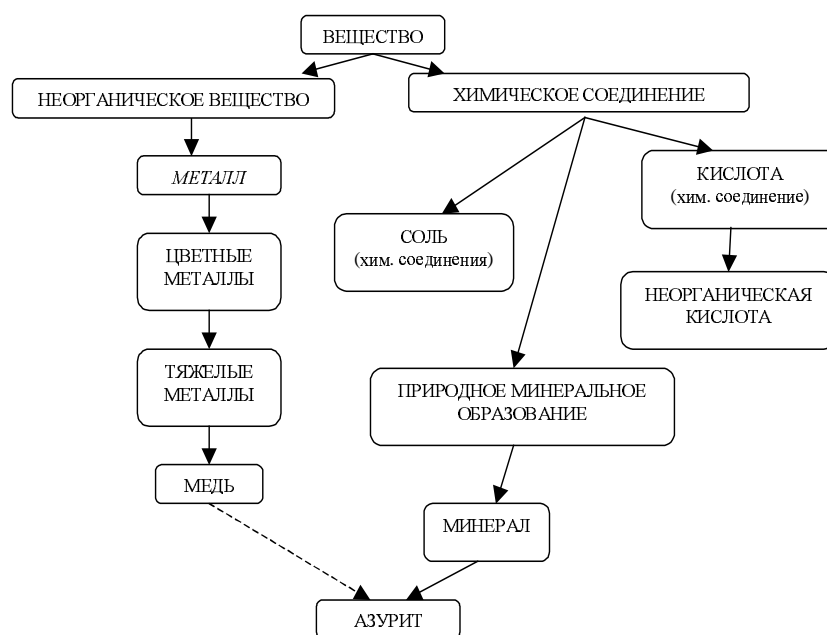 ВЕЩЕСТВО
НЕОРГАНИЧЕСКОЕ ВЕЩЕСТВО
ХИМИЧЕСКОЕ СОЕДИНЕНИЕ
МЕТАЛЛ
КИСЛОТА
(хим. соединение)
СОЛЬ
(хим. соединения)
ЦВЕТНЫЕ
МЕТАЛЛЫ
НЕОРГАНИЧЕСКАЯ
КИСЛОТА
ТЯЖЕЛЫЕ
МЕТАЛЛЫ
ПРИРОДНОЕ МИНЕРАЛЬНОЕ
ОБРАЗОВАНИЕ
МЕДЬ
МИНЕРАЛ
АЗУРИТ